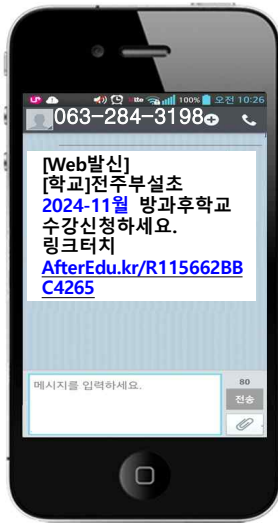 100% 오전 10:26
063-284-3198
[Web발신]
[학교]전주부설초
2024-11월 방과후학교
수강신청하세요.
링크터치
AfterEdu.kr/R115662BB
C4265
메시지를 입력하세요.
80
전송